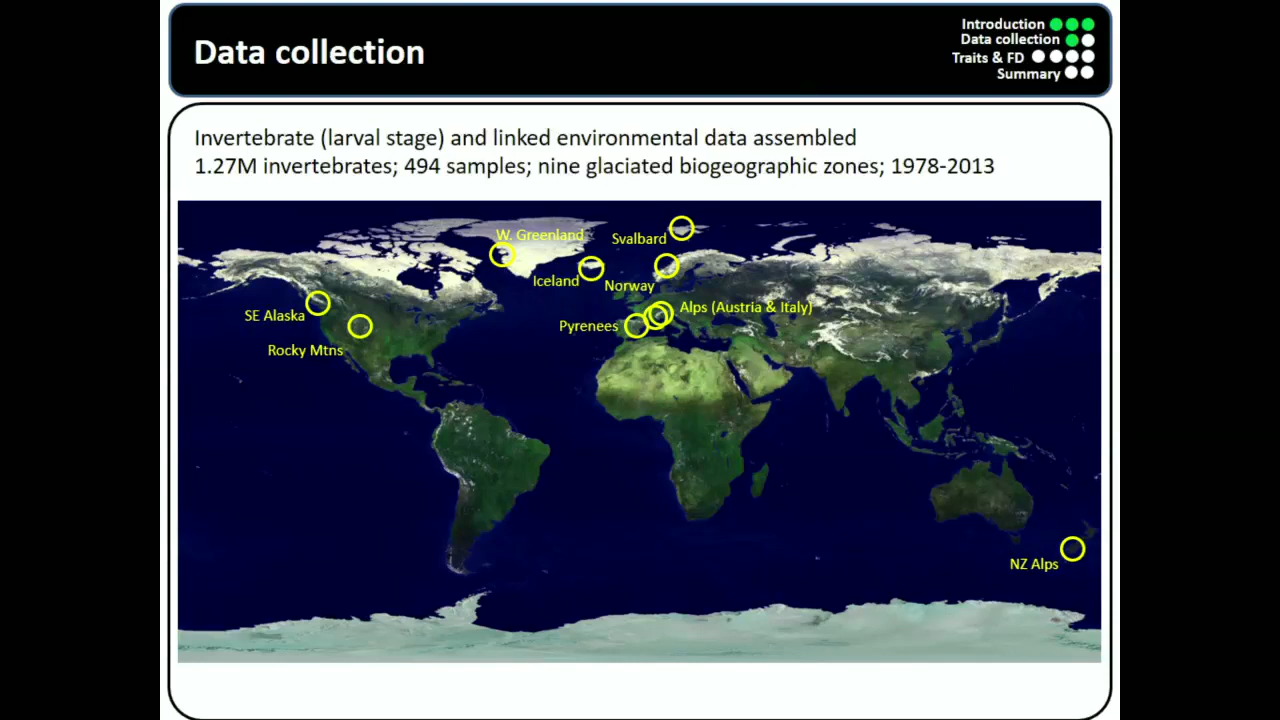 Data collection
Introduction
Data collection
Traits & FD
Summary
Invertebrate (larval stage) and linked environmental data assembled
1.27M invertebrates; 494 samples; nine glaciated biogeographic zones; 1978-2013
W. Greenland
Svalbard
Iceland
Norway
SE Alaska
Alps (Austria & Italy)
Pyrenees
Rocky Mtns
NZ Alps